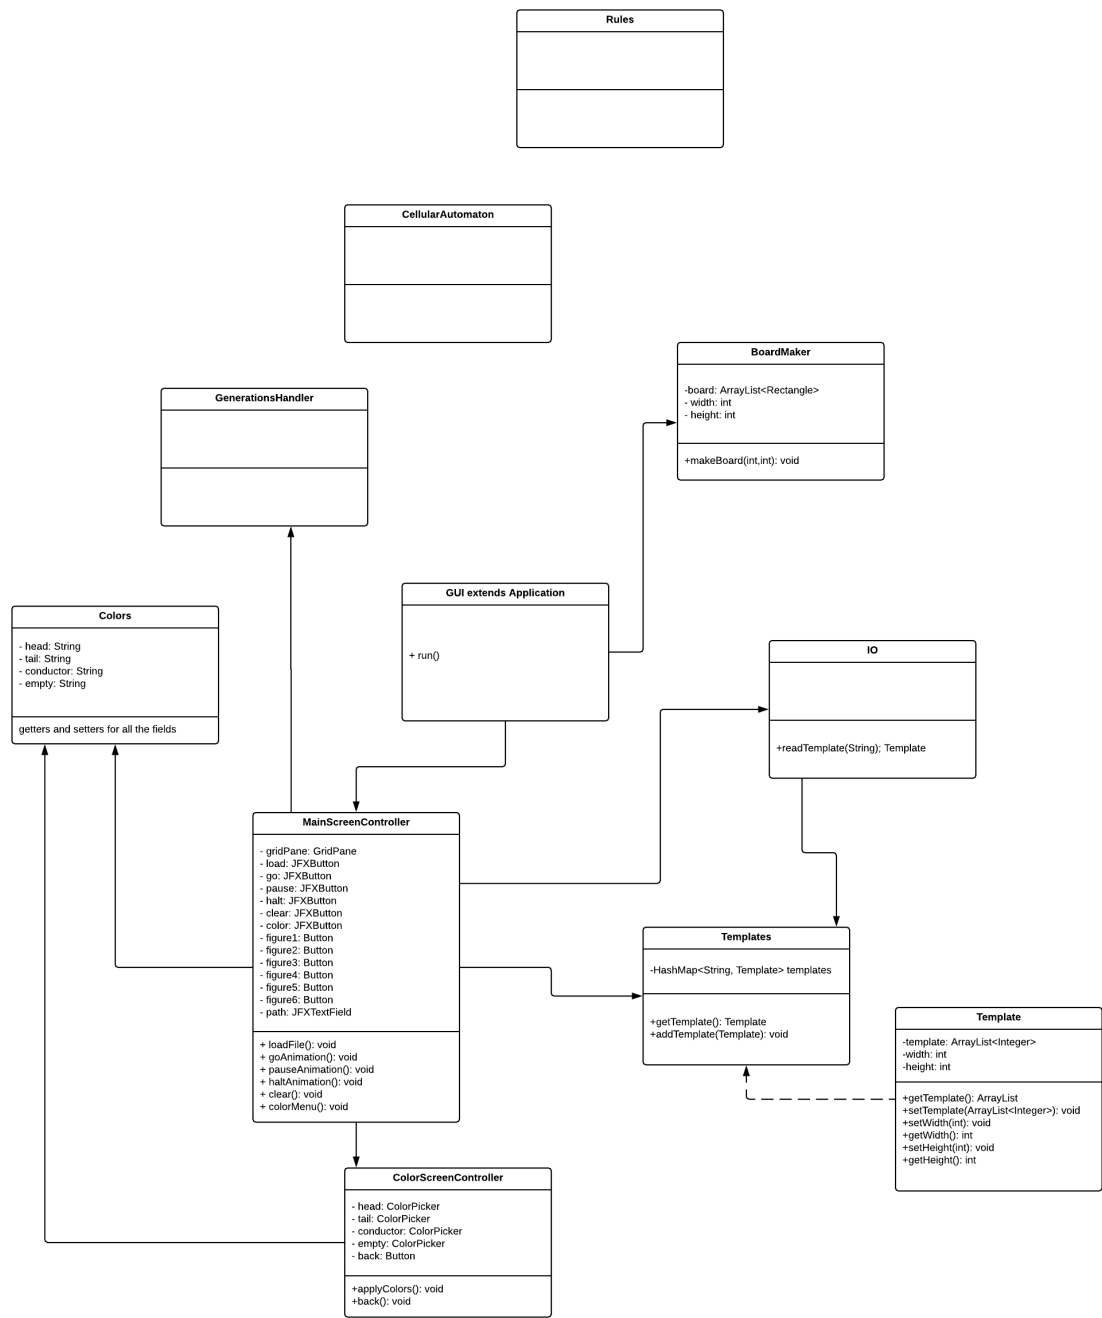 Rules
CellularAutomaton
BoardMaker
-board: ArrayList<Rectangle>
- width: int
- height: int
+makeBoard(int,int): void
GenerationsHandler
GUI extends Application
+ run()
Colors
- head: String
- tail: String
- conductor: String
- empty: String
getters and setters for all the fields
IO
+readTemplate(String); Template
MainScreenController
- gridPane: GridPane
- load: JFXButton
- go: JFXButton
- pause: JFXButton
- halt: JFXButton
- clear: JFXButton
- color: JFXButton
- figure1: Button
- figure2: Button
- figure3: Button
- figure4: Button
- figure5: Button
- figure6: Button
- path: JFXTextField
+ loadFile(): void
+ goAnimation(): void
+ pauseAnimation(): void
+ haltAnimation(): void
+ clear(): void
+ colorMenu(): void
Templates
-HashMap<String, Template> templates
+getTemplate(): Template
+addTemplate(Template): void
Template
-template: ArrayList<Integer>
-width: int
-height: int
+getTemplate(): ArrayList
+setTemplate(ArrayList<Integer>): void
+setWidth(int): void
+getWidth(): int
+setHeight(int): void
+getHeight(): int
ColorScreenController
- head: ColorPicker
- tail: ColorPicker
- conductor: ColorPicker
- empty: ColorPicker
- back: Button
+applyColors(): void
+back(): void